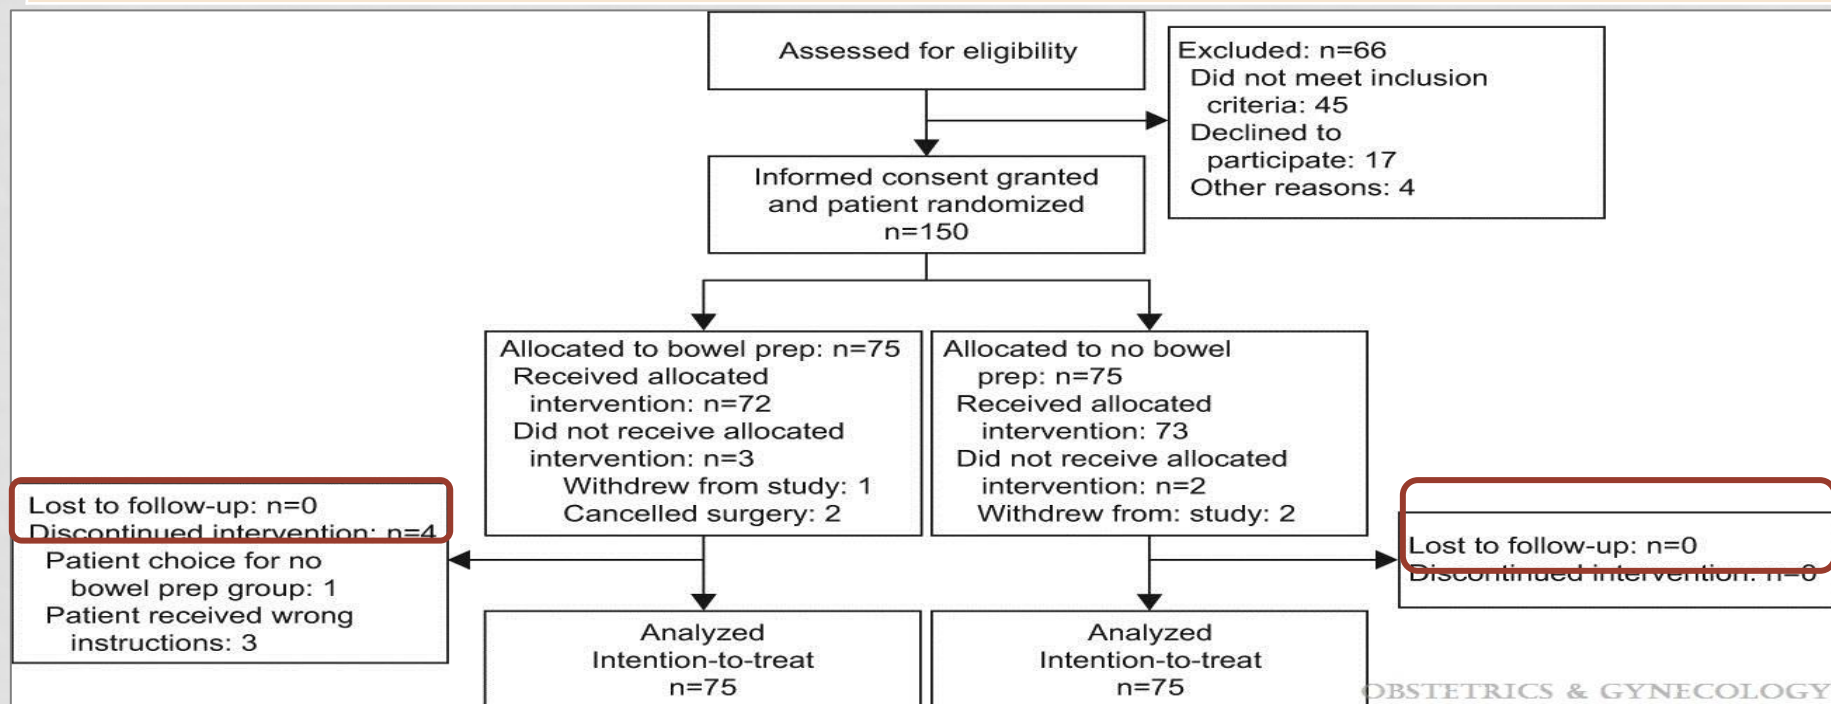 Assessed for eligibility
Excluded: n=66
Did not meet inclusion
criteria: 45
Declined to
participate: 17
Other reasons: 4
Informed consent granted
and patient randomized
n=150
Allocated to bowel prep: n=75
Received allocated
intervention: n=72
Did not receive allocated
intervention: n=3
Withdrew from study: 1
Cancelled surgery: 2
Allocated to no bowel
prep: n=75
Received allocated
intervention: 73
Did not receive allocated
intervention: n=2
Withdrew from: study: 2
Lost to follow-up: n=0
Discontinued intervention: n=4
Patient choice for no
bowel prep group: 1
Patient received wrong
instructions: 3
Lost to follow-up: n=0
Discontinued intervention: n=0
Analyzed
Intention-to-treat
n=75
Analyzed
Intention-to-treat
n=75
OBSTETRICS & GYNECOLOGY